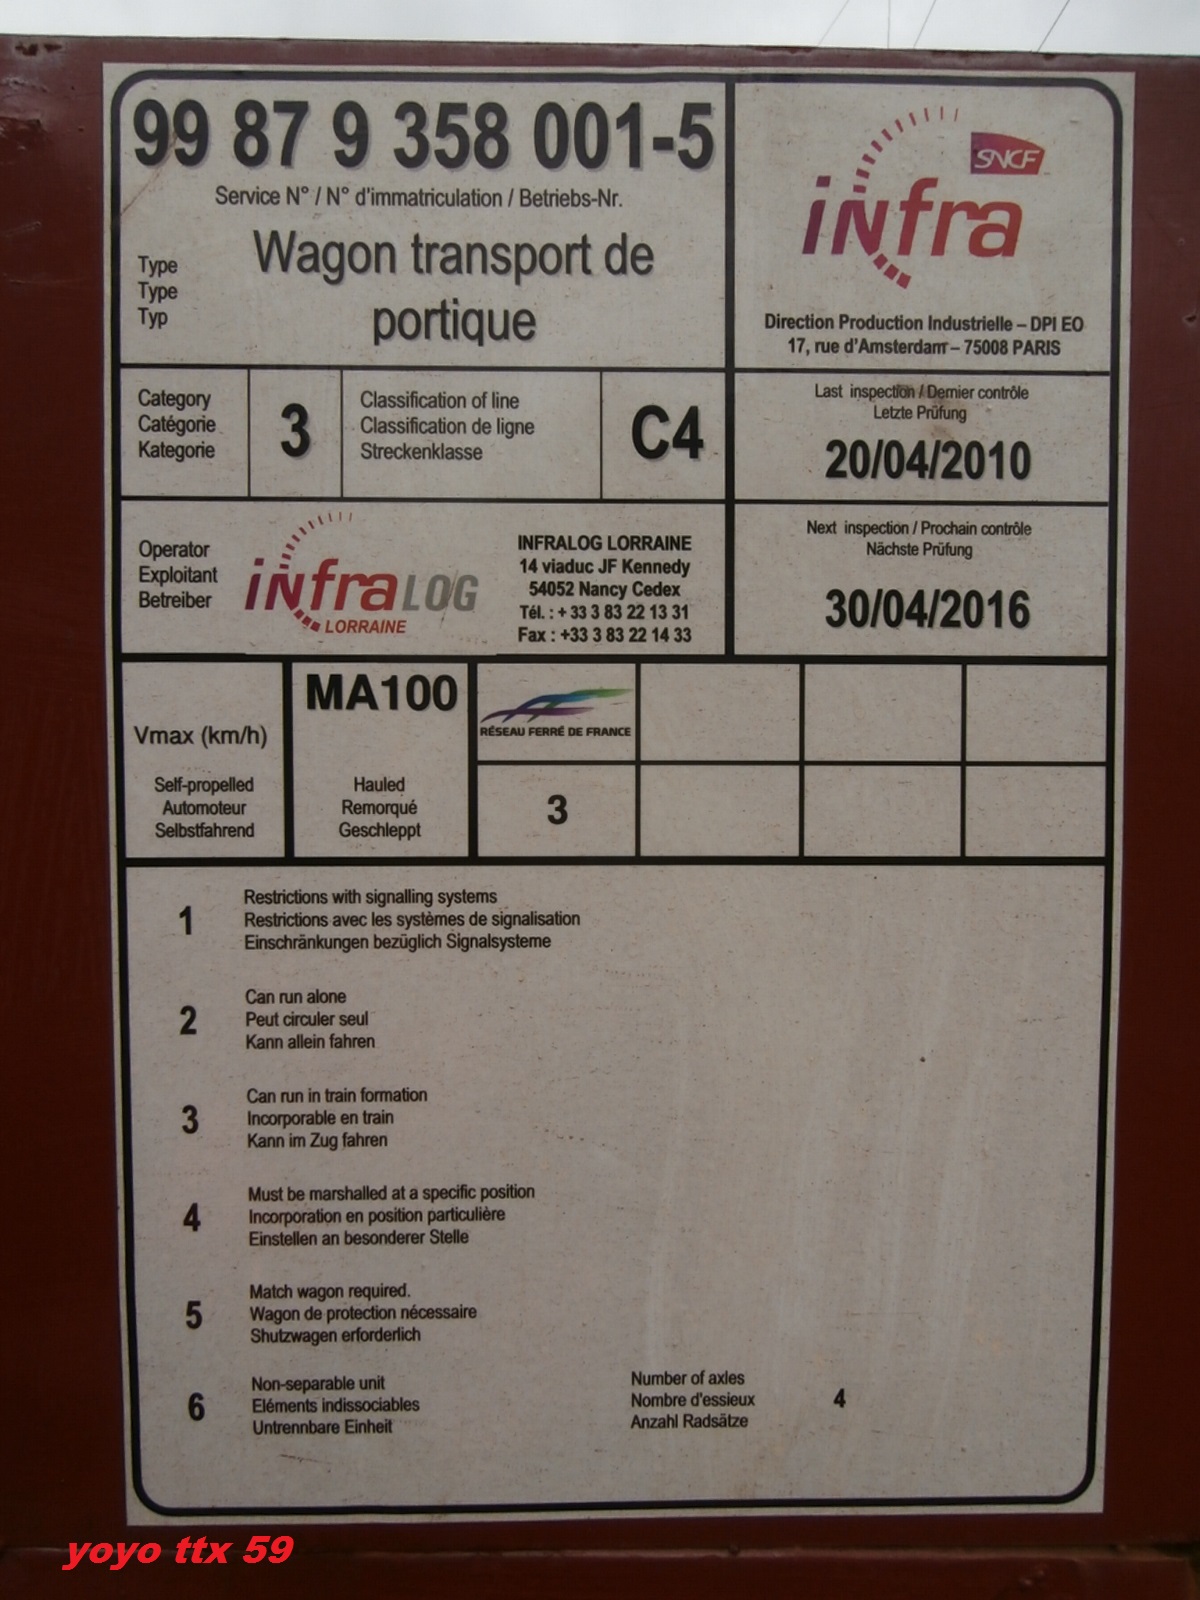 99 87 9 358 001-5
Service N° / N° d'immatriculation / Betriebs-Nr.
Type
Type
Typ
Wagon transport de
portique
SNCF
infra
Direction Production Industrielle – DPI EO
17, rue d'Amsterdam – 75008 PARIS
Category
Catégorie
Kategorie
3
Classification of line
Classification de ligne
Streckenklasse
C4
Last inspection / Dernier contrôle
Letzte Prüfung
20/04/2010
Operator
Exploitant
Betreiber
infraLOG
LORRAINE
INFRALOG LORRAINE
14 viaduc JF Kennedy
54052 Nancy Cedex
Tél. : + 33 3 83 22 13 31
Fax : +33 3 83 22 14 33
Next inspection / Prochain contrôle
Nächste Prüfung
30/04/2016
Vmax (km/h)
Self-propelled
Automoteur
Selbstfahrend
MA100
Hauled
Remorqué
Geschleppt
RÉSEAU FERRÉ DE FRANCE
3
1
Restrictions with signalling systems
Restrictions avec les systèmes de signalisation
Einschränkungen bezüglich Signalsysteme
2
Can run alone
Peut circuler seul
Kann allein fahren
3
Can run in train formation
Incorporable en train
Kann im Zug fahren
4
Must be marshalled at a specific position
Incorporation en position particulière
Einstellen an besonderer Stelle
5
Match wagon required.
Wagon de protection nécessaire
Shutzwagen erforderlich
6
Non-separable unit
Eléments indissociables
Untrennbare Einheit
Number of axles
Nombre d'essieux
Anzahl Radsätze
4
yoyo ttx 59